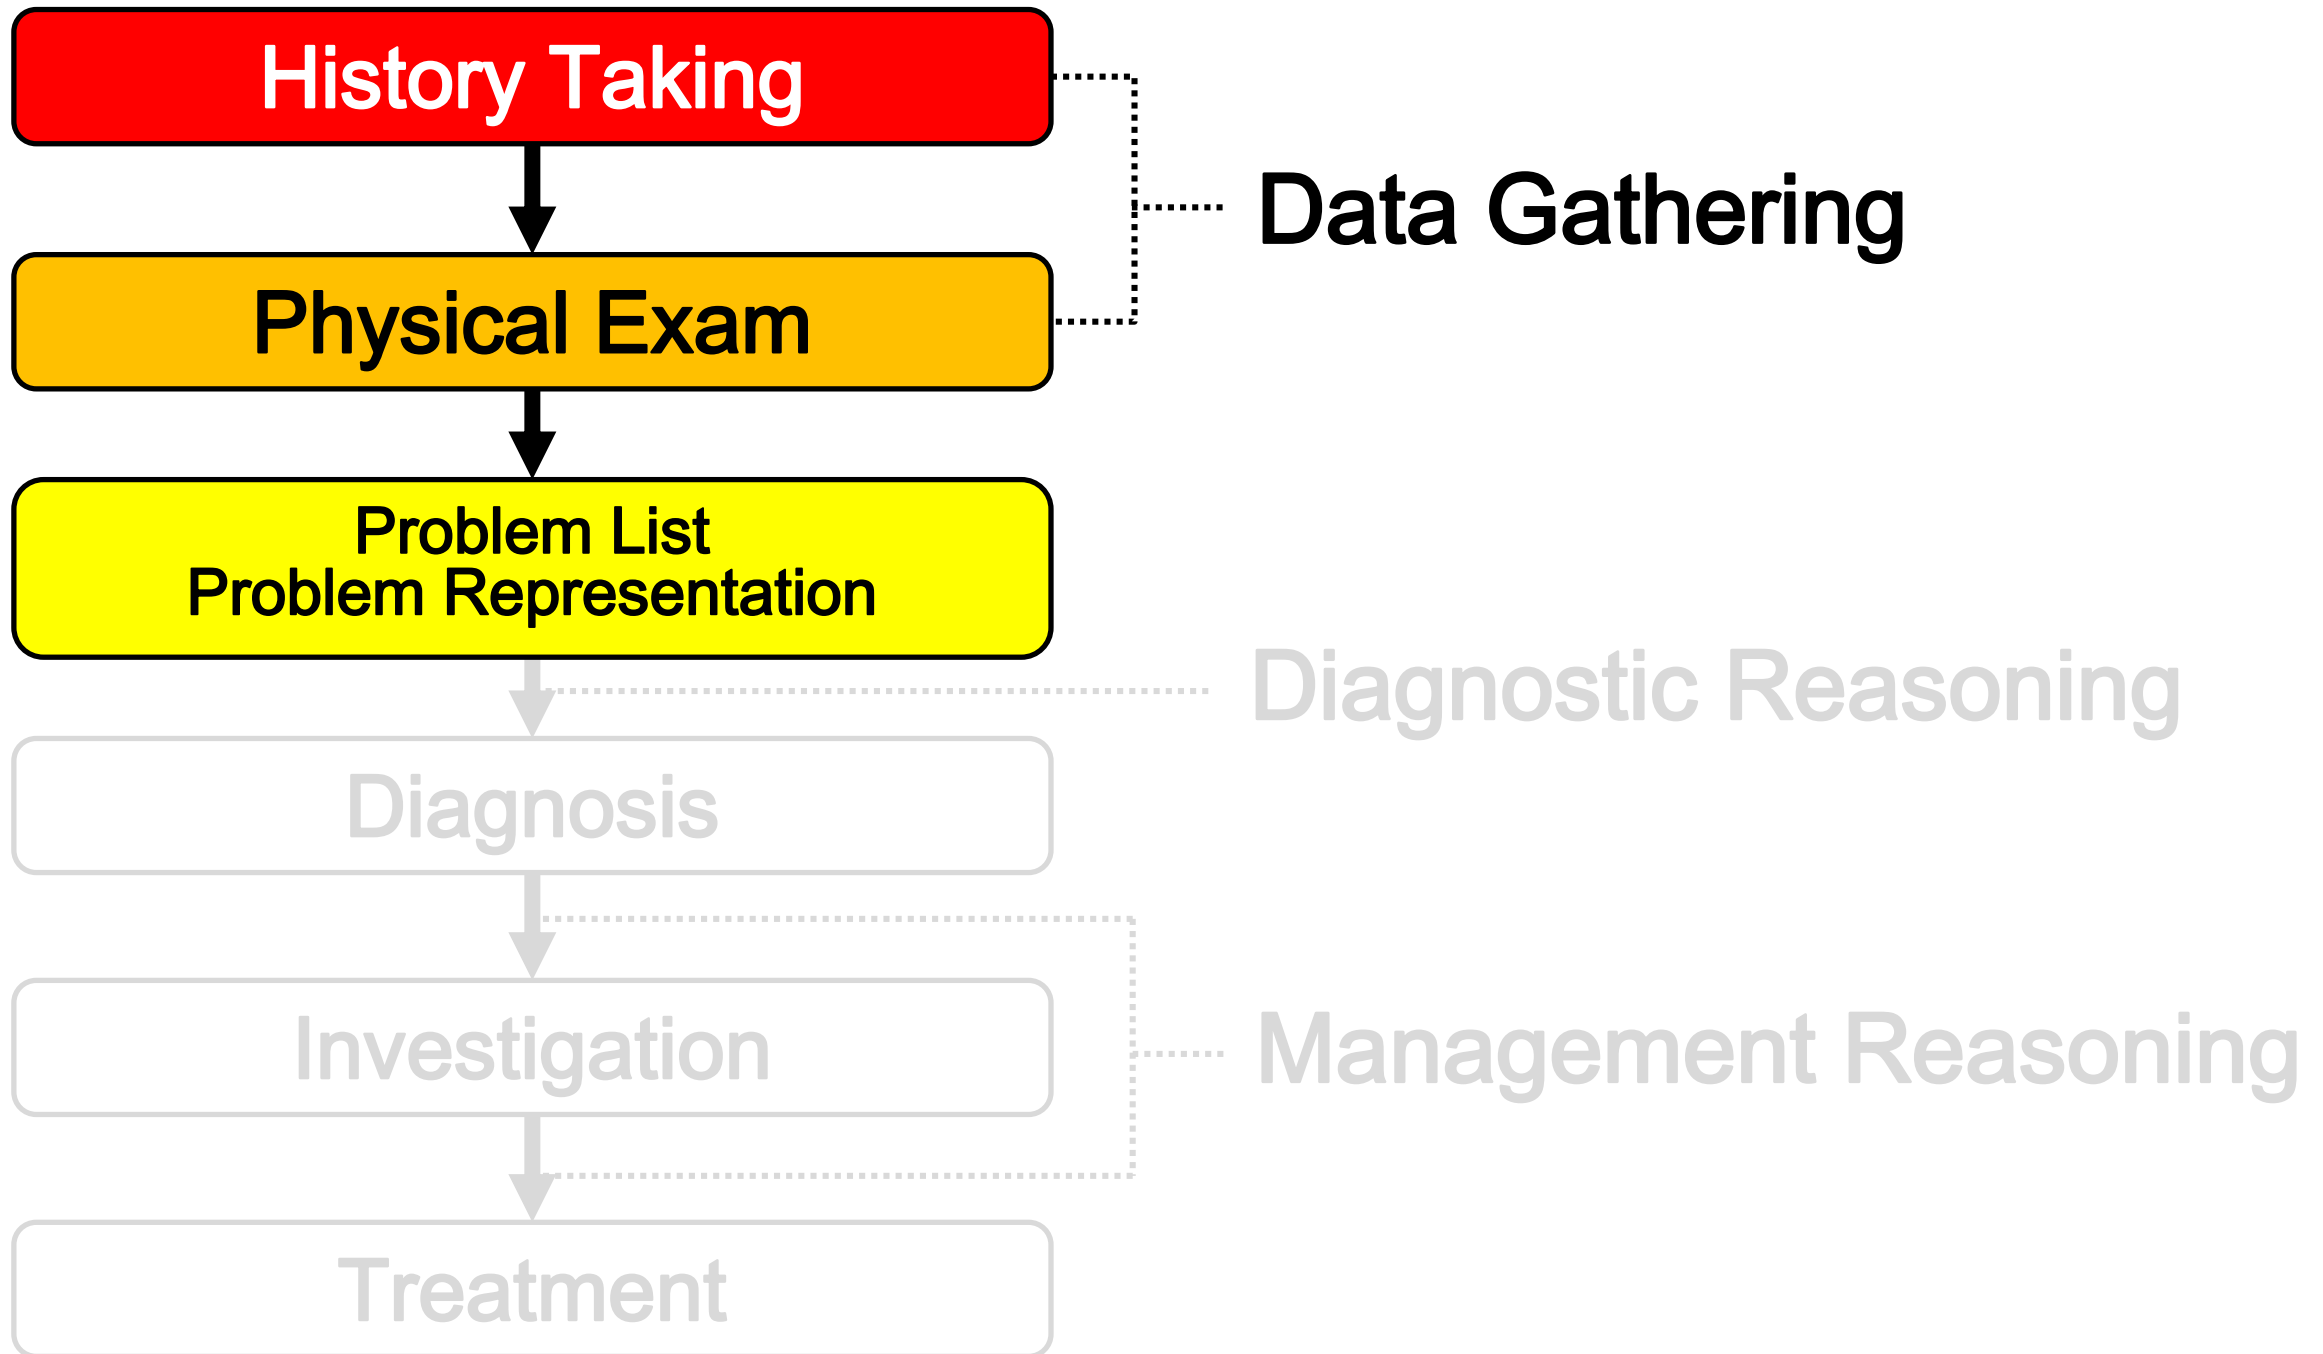 History Taking
Data Gathering
Physical Exam
Problem List
Problem Representation
Diagnostic Reasoning
Diagnosis
Investigation
Management Reasoning
Treatment